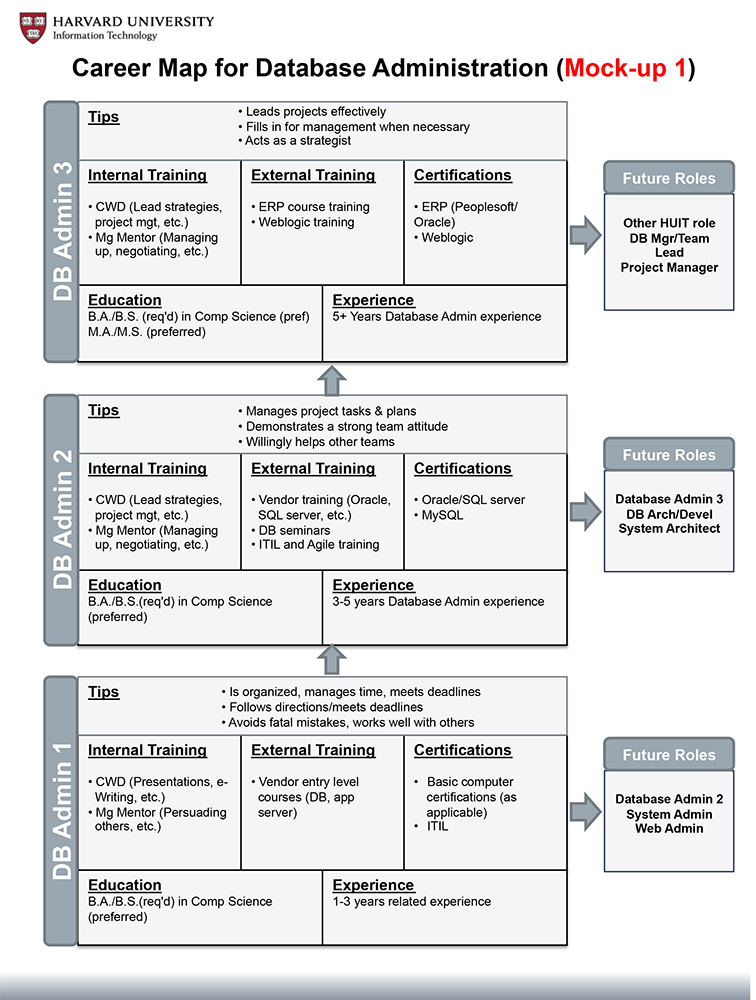 HARVARD UNIVERSITY
Information Technology
Career Map for Database Administration (Mock-up 1)
DB Admin 3
Tips
• Leads projects effectively
• Fills in for management when necessary
• Acts as a strategist
Internal Training
• CWD (Lead strategies,
project mgt, etc.)
• Mg Mentor (Managing
up, negotiating, etc.)
External Training
• ERP course training
• Weblogic training
Certifications
• ERP (Peoplesoft/
Oracle)
• Weblogic
Education
B.A./B.S. (req'd) in Comp Science (pref)
M.A./M.S. (preferred)
Experience
5+ Years Database Admin experience
Future Roles
Other HUIT role
DB Mgr/Team
Lead
Project Manager
DB Admin 2
Tips
• Manages project tasks & plans
• Demonstrates a strong team attitude
• Willingly helps other teams
Internal Training
• CWD (Lead strategies,
project mgt, etc.)
• Mg Mentor (Managing
up, negotiating, etc.)
External Training
• Vendor training (Oracle,
SQL server, etc.)
• DB seminars
• ITIL and Agile training
Certifications
• Oracle/SQL server
• MySQL
Education
B.A./B.S.(req'd) in Comp Science
(preferred)
Experience
3-5 years Database Admin experience
Future Roles
Database Admin 3
DB Arch/Devel
System Architect
DB Admin 1
Tips
• Is organized, manages time, meets deadlines
• Follows directions/meets deadlines
• Avoids fatal mistakes, works well with others
Internal Training
• CWD (Presentations, e-
Writing, etc.)
• Mg Mentor (Persuading
others, etc.)
External Training
• Vendor entry level
courses (DB, app
server)
Certifications
• Basic computer
certifications (as
applicable)
• ITIL
Education
B.A./B.S.(req'd) in Comp Science
(preferred)
Experience
1-3 years related experience
Future Roles
Database Admin 2
System Admin
Web Admin